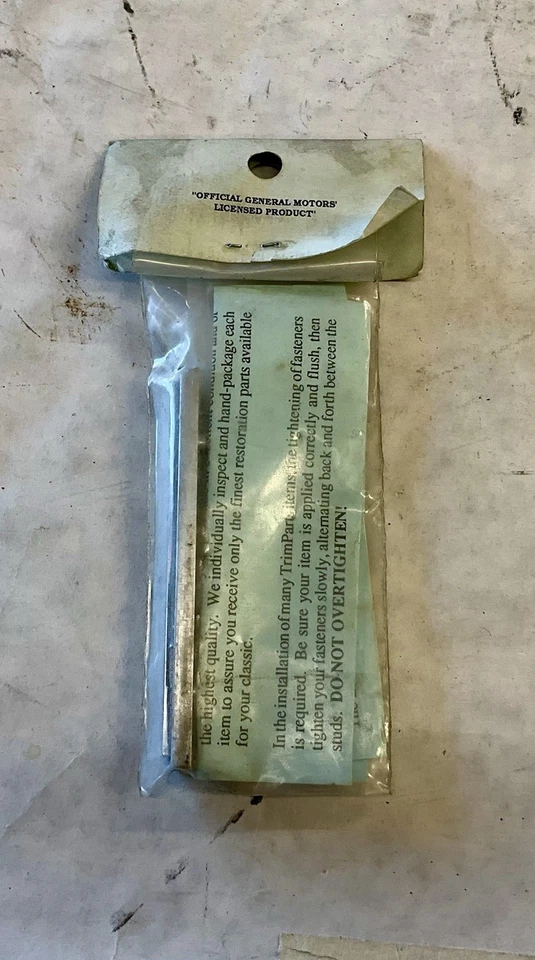 "OFFICIAL GENERAL MOTORS'
LICENSED PRODUCT"
the highest quality. We individually inspect and hand-package each
item to assure you receive only the finest restoration parts available
for your classic.
In the installation of many TrimParts items, the tightening of fasteners
is required. Be sure your item is applied correctly and flush, then
tighten your fasteners slowly, alternating back and forth between the
studs. DO NOT OVERTIGHTEN!
The